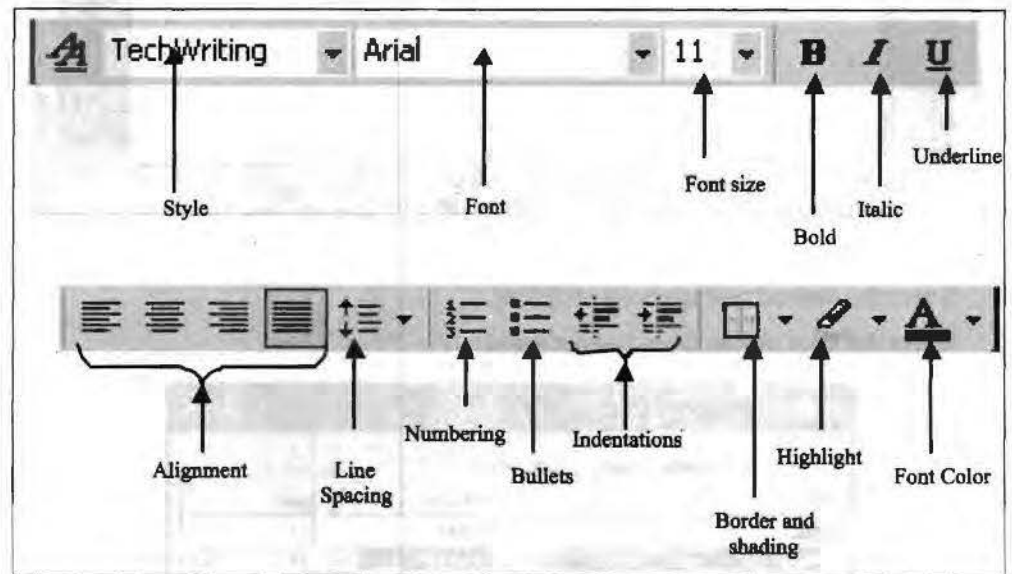 TechWriting Arial 11 B I U
Underline
Style Font Font size Italic
Bold
A
Numbering Indentations
Alignment Line Spacing Bullets Highlight Font Color
Border and shading